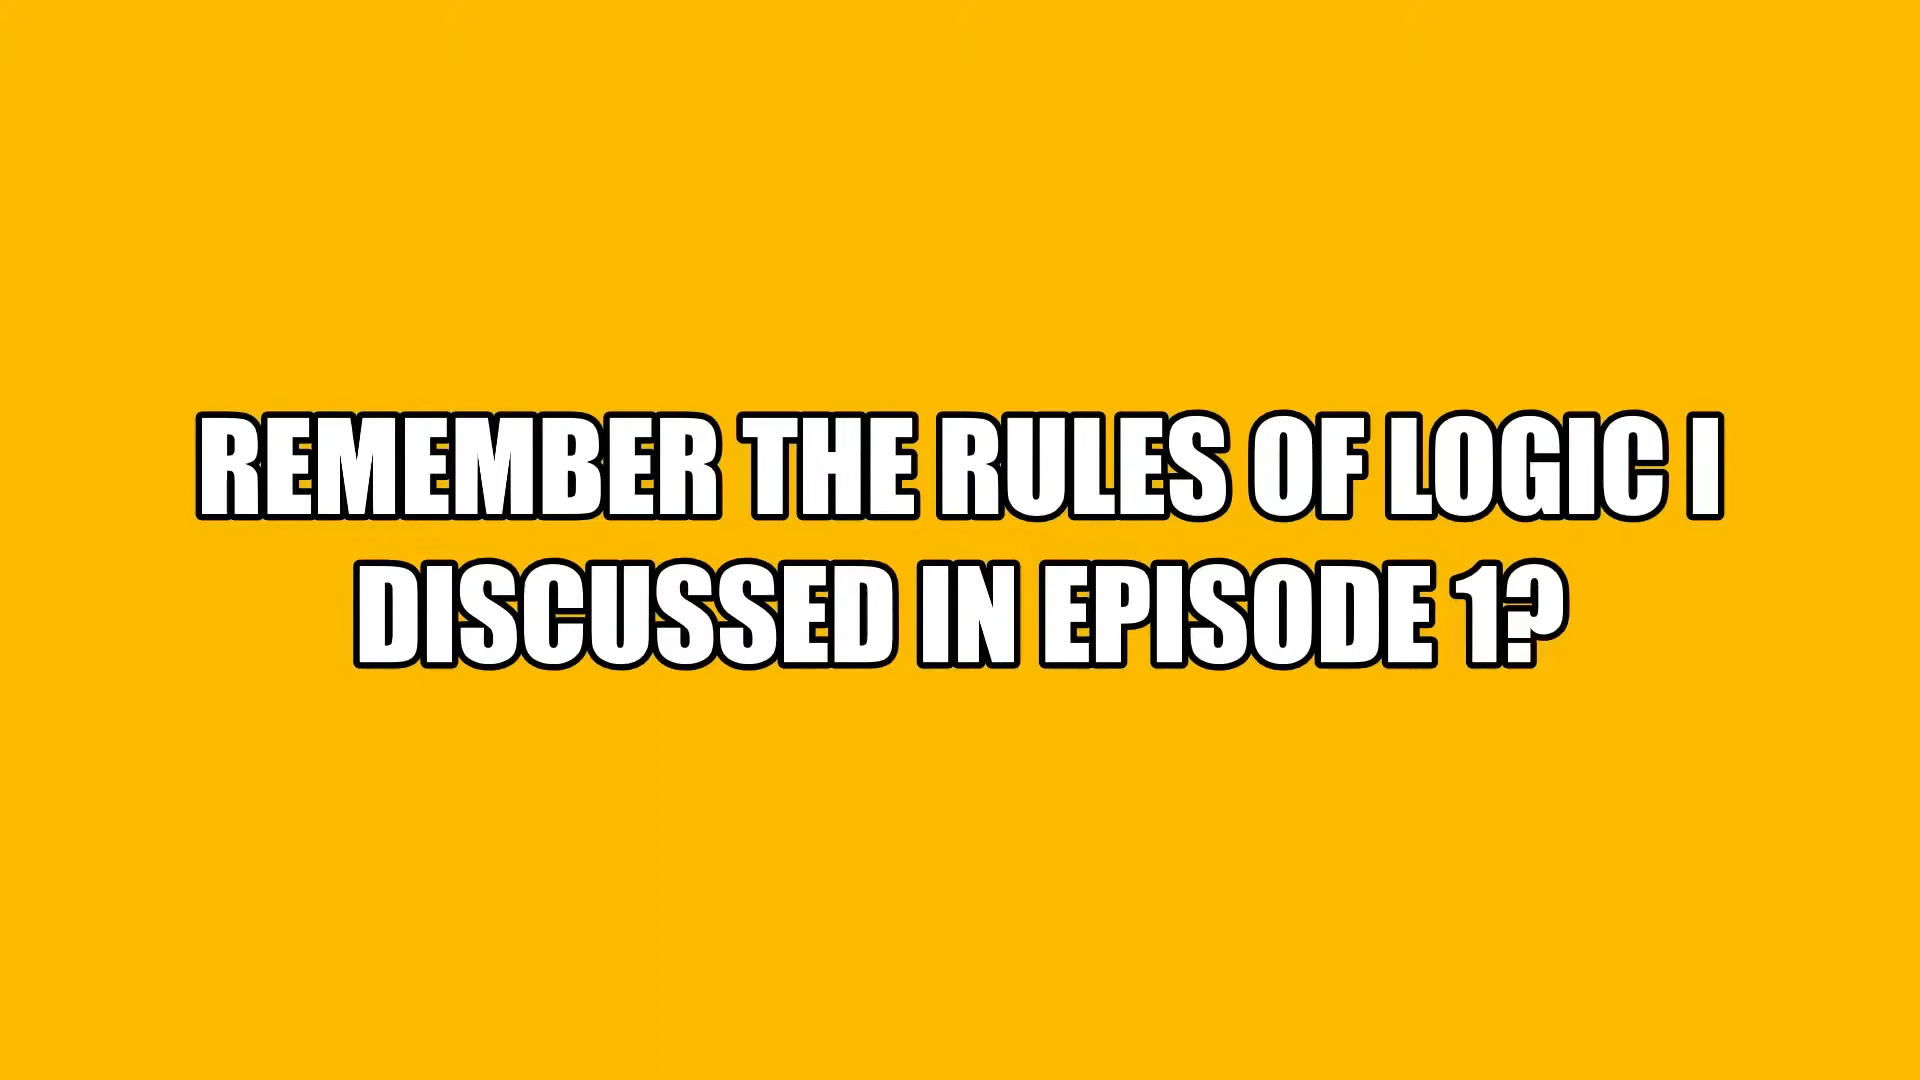 REMEMBER THE RULES OF LOGIC I
DISCUSSED IN EPISODE 1?